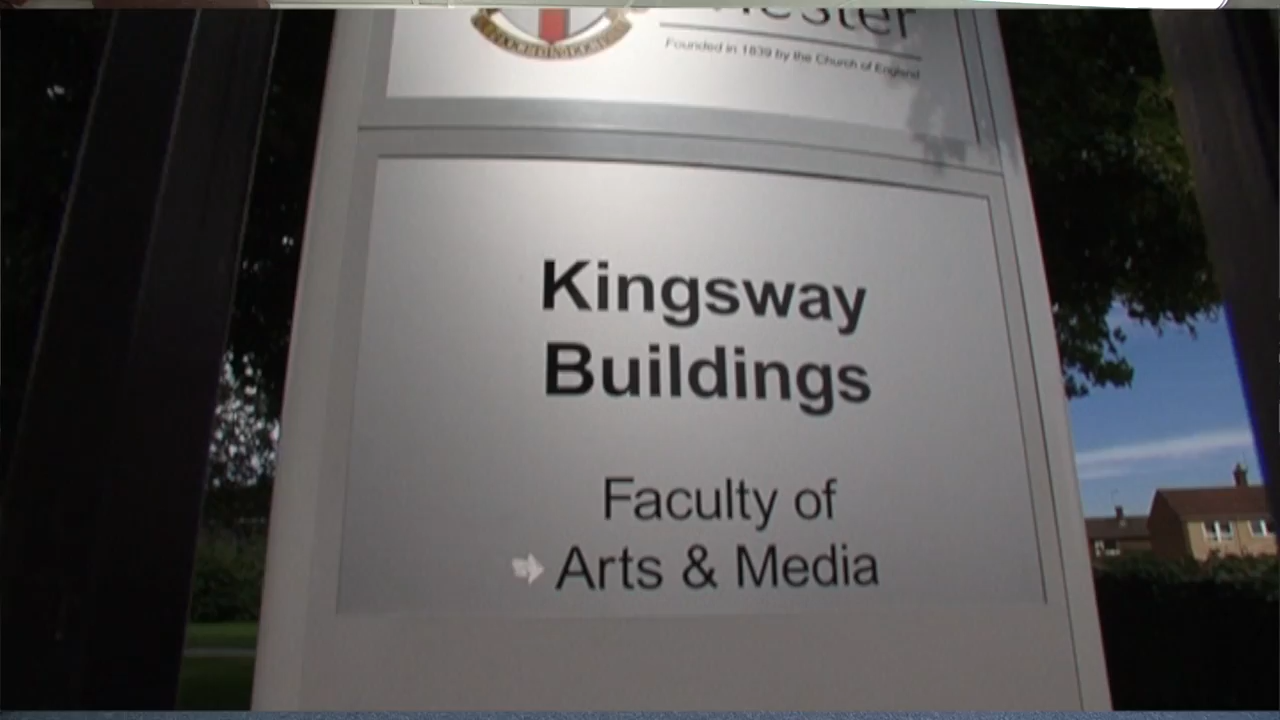 Founded in 1839 by the Church of England
Kingsway
Buildings
Faculty of
Arts & Media